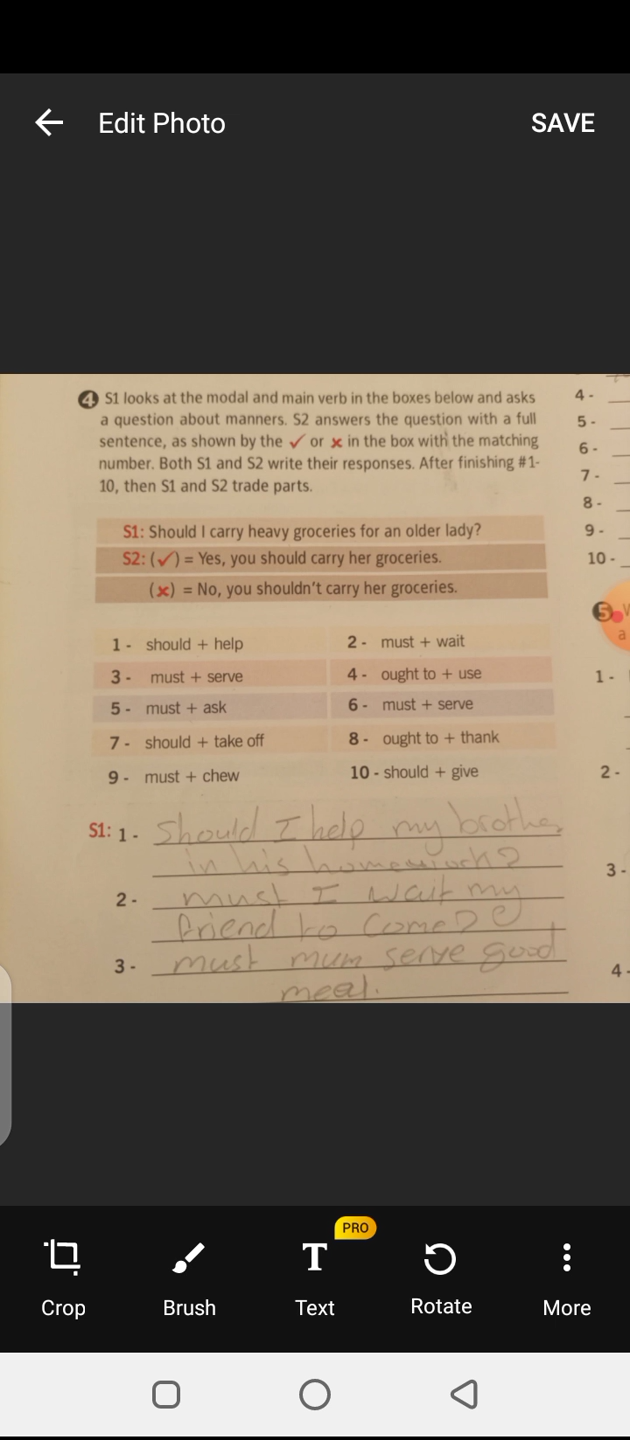 Edit Photo
SAVE
4 S1 looks at the modal and main verb in the boxes below and asks
a question about manners. S2 answers the question with a full
sentence, as shown by the ✓ or × in the box with the matching
number. Both S1 and S2 write their responses. After finishing #1-
10, then S1 and S2 trade parts.
S1: Should I carry heavy groceries for an older lady?
S2: (✓) = Yes, you should carry her groceries.
(×) = No, you shouldn't carry her groceries.
1 - should + help
2 - must + wait
3 - must + serve
4 - ought to + use
5 - must + ask
6 - must + serve
7 - should + take off
8 - ought to + thank
9 - must + chew
10 - should + give
S1: 1 - Should I help my brother
in his homework?
2 - must I wait my
friend to come?
3 - must mum serve good
meal.
4 -
5 -
6 -
7 -
8 -
9 -
10 -
5
a
1 -
2 -
3 -
4 -
PRO
Crop
Brush
Text
Rotate
More